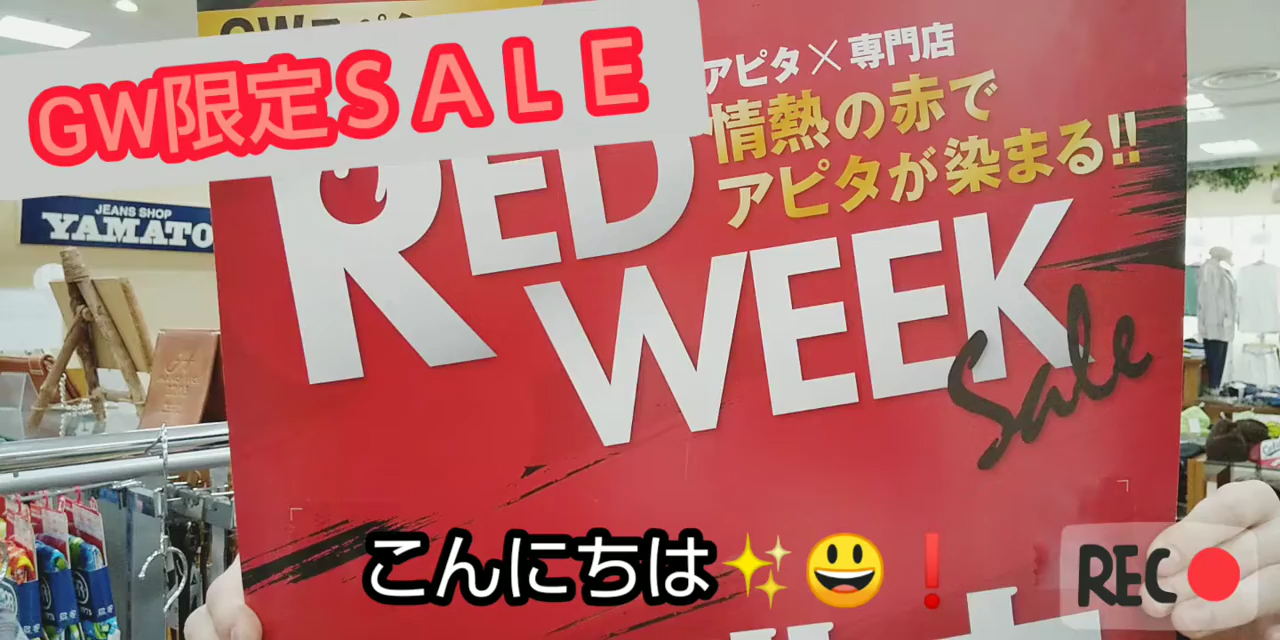 GW限定SALE
アピタ×専門店
情熱の赤で
アピタが染まる!!
RED
WEEK
Sale
JEANS SHOP
YAMATO
こんにちは✨😃❗
REC